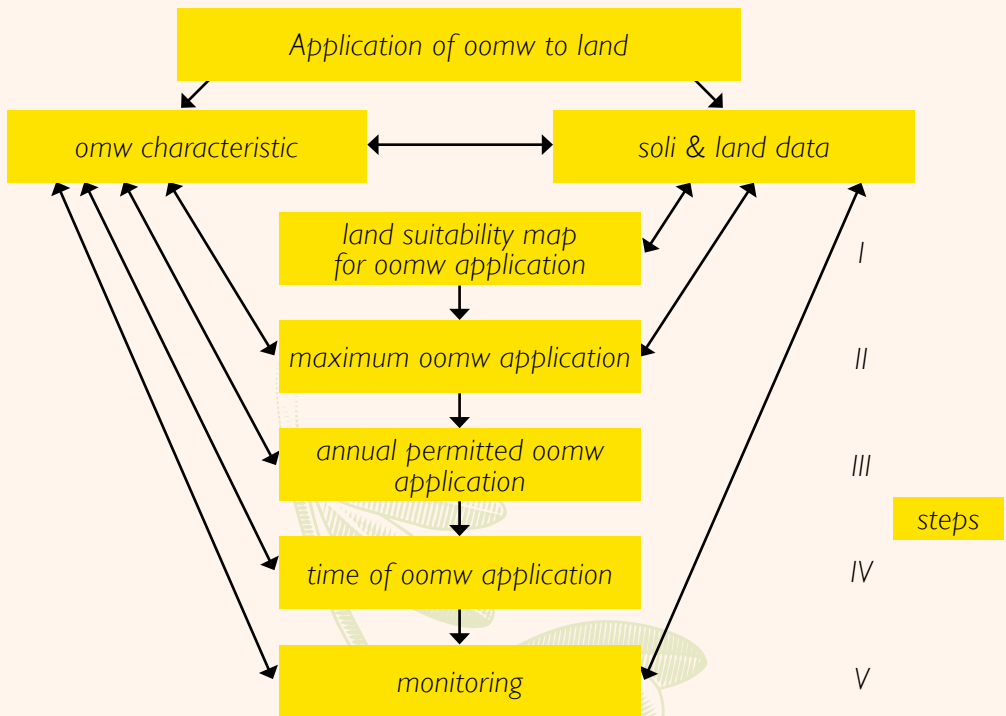 Application of oomw to land
omw characteristic
soli & land data
land suitability map
for oomw application
I
maximum oomw application
II
annual permitted oomw
application
III
steps
time of oomw application
IV
monitoring
V